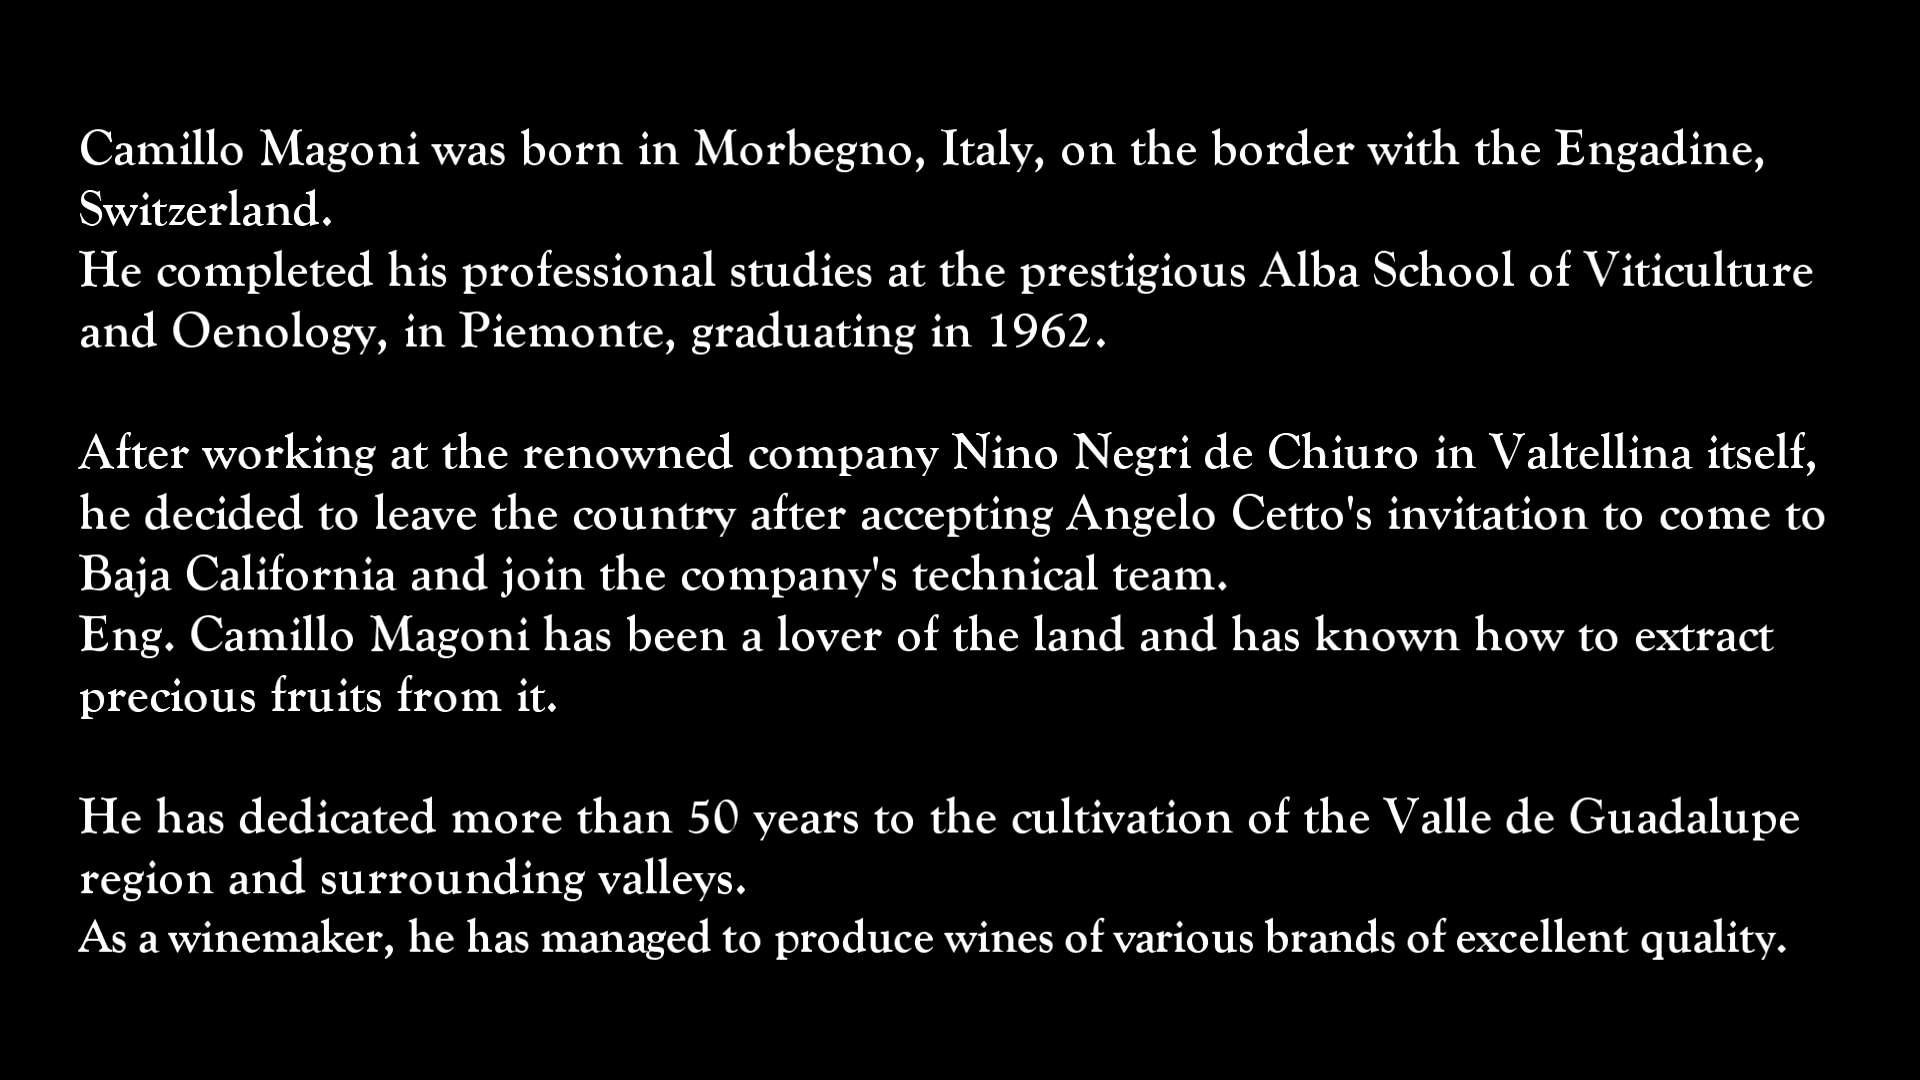 Camillo Magoni was born in Morbegno, Italy, on the border with the Engadine,
Switzerland.
He completed his professional studies at the prestigious Alba School of Viticulture
and Oenology, in Piemonte, graduating in 1962.
After working at the renowned company Nino Negri de Chiuro in Valtellina itself,
he decided to leave the country after accepting Angelo Cetto's invitation to come to
Baja California and join the company's technical team.
Eng. Camillo Magoni has been a lover of the land and has known how to extract
precious fruits from it.
He has dedicated more than 50 years to the cultivation of the Valle de Guadalupe
region and surrounding valleys.
As a winemaker, he has managed to produce wines of various brands of excellent quality.